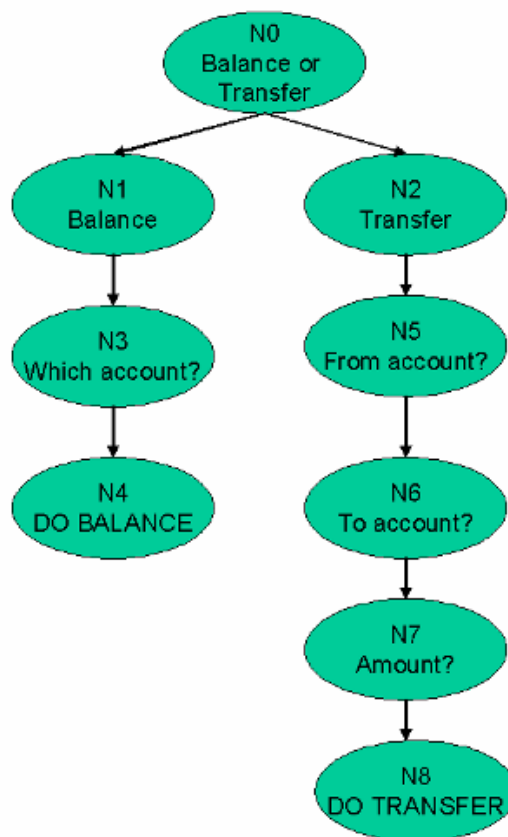 N0
Balance or
Transfer
N1
Balance
N2
Transfer
N3
Which account?
N5
From account?
N4
DO BALANCE
N6
To account?
N7
Amount?
N8
DO TRANSFER